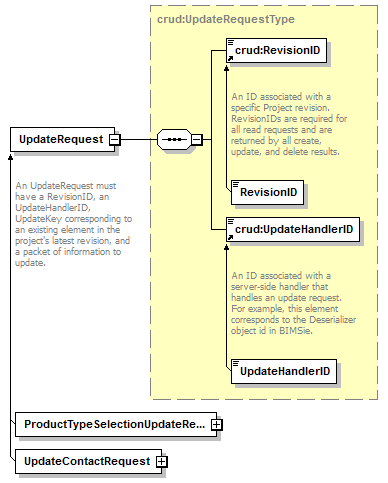 crud:UpdateRequestType
crud:RevisionID
An ID associated with a
specific Project revision.
RevisionIDs are required for
all read requests and are
returned by all create,
update, and delete results.
UpdateRequest
An UpdateRequest must
have a RevisionID, an
UpdateHandlerID,
UpdateKey corresponding to
an existing element in the
project's latest revision, and
a packet of information to
update.
RevisionID
crud:UpdateHandlerID
An ID associated with a
server-side handler that
handles an update request.
For example, this element
corresponds to the Deserializer
object id in BIMSie.
UpdateHandlerID
ProductTypeSelectionUpdateRe...
UpdateContactRequest